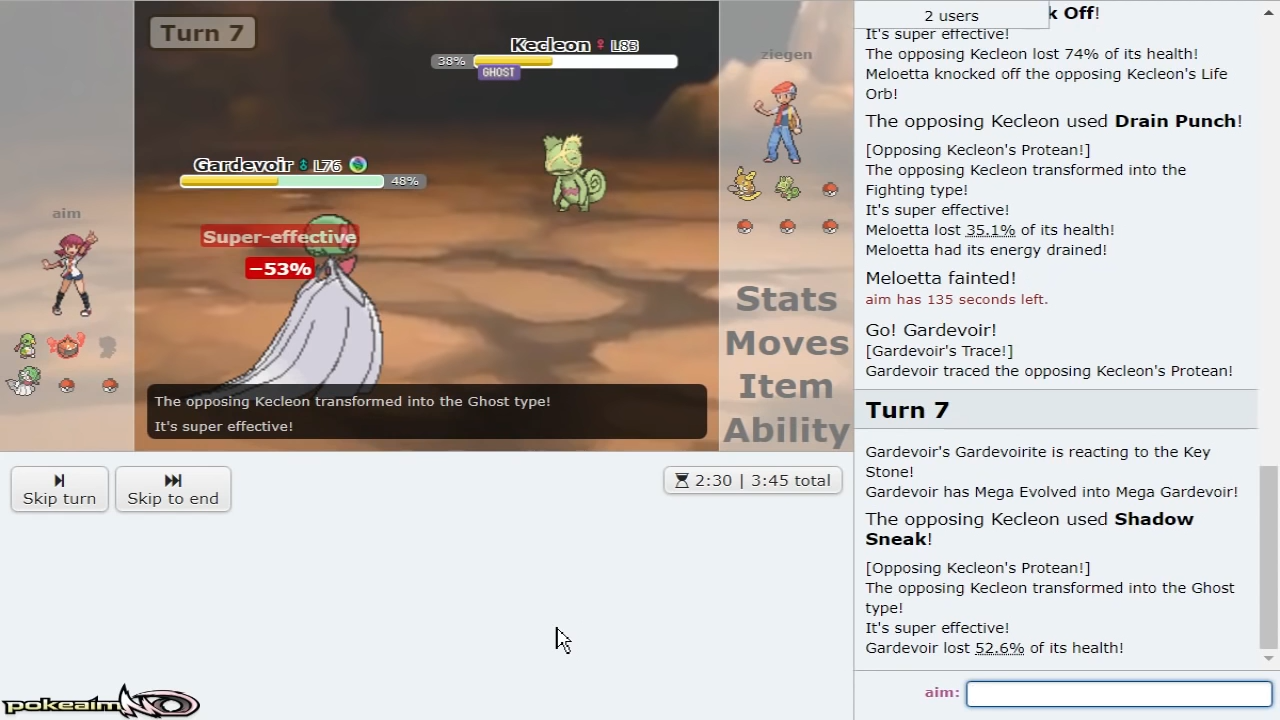 Turn 7
Kecleon ♀ L83
38%
GHOST
ziegen
Gardevoir ♂ L76
48%
aim
Super-effective
−53%
Stats
Moves
Item
Ability
The opposing Kecleon transformed into the Ghost type!
It's super effective!
Skip turn
Skip to end
2:30 | 3:45 total
pokeaimMD
2 users
k Off!
It's super effective!
The opposing Kecleon lost 74% of its health!
Meloetta knocked off the opposing Kecleon's Life
Orb!
The opposing Kecleon used Drain Punch!
[Opposing Kecleon's Protean!]
The opposing Kecleon transformed into the
Fighting type!
It's super effective!
Meloetta lost 35.1% of its health!
Meloetta had its energy drained!
Meloetta fainted!
aim has 135 seconds left.
Go! Gardevoir!
[Gardevoir's Trace!]
Gardevoir traced the opposing Kecleon's Protean!
Turn 7
Gardevoir's Gardevoirite is reacting to the Key
Stone!
Gardevoir has Mega Evolved into Mega Gardevoir!
The opposing Kecleon used Shadow
Sneak!
[Opposing Kecleon's Protean!]
The opposing Kecleon transformed into the Ghost
type!
It's super effective!
Gardevoir lost 52.6% of its health!
aim: